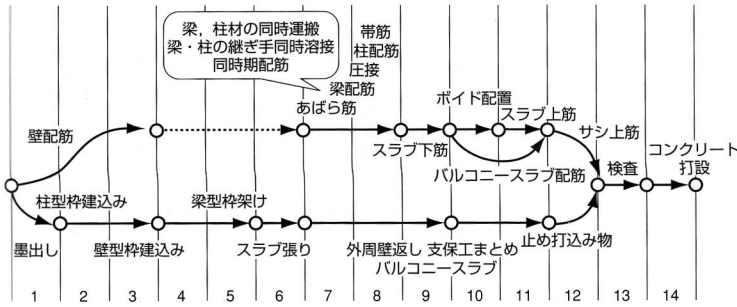 梁，柱材の同時運搬
梁・柱の継ぎ手同時溶接
同時期配筋
帯筋
柱配筋
圧接
梁配筋
あばら筋
壁配筋
ボイド配置
スラブ上筋
サシ上筋
スラブ下筋
バルコニースラブ配筋
検査
コンクリート
打設
柱型枠建込み
梁型枠架け
墨出し
壁型枠建込み
スラブ張り
外周壁返し
支保工まとめ
止め打込み物
バルコニースラブ
1 2 3 4 5 6 7 8 9 10 11 12 13 14